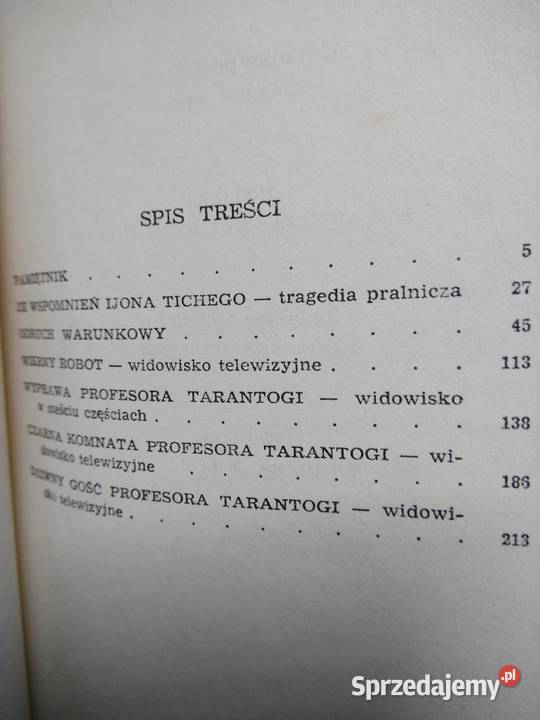 SPIS TREŚCI
PAMIĘTNIK . . . . . . . . . . . 5
ZE WSPOMNIEŃ IJONA TICHEGO — tragedia pralnicza 27
ODRUCH WARUNKOWY . . . . . . . . 45
WIERNY ROBOT — widowisko telewizyjne . . . . 113
WYPRAWA PROFESORA TARANTOGI — widowisko
w sześciu częściach . . . . . . . . . 138
CZARNA KOMNATA PROFESORA TARANTOGI — wi-
dowisko telewizyjne . . . . . . . . 186
DZIWNY GOŚĆ PROFESORA TARANTOGI — widowi-
sko telewizyjne . . . . . . . . . 213
Sprzedajemy.pl